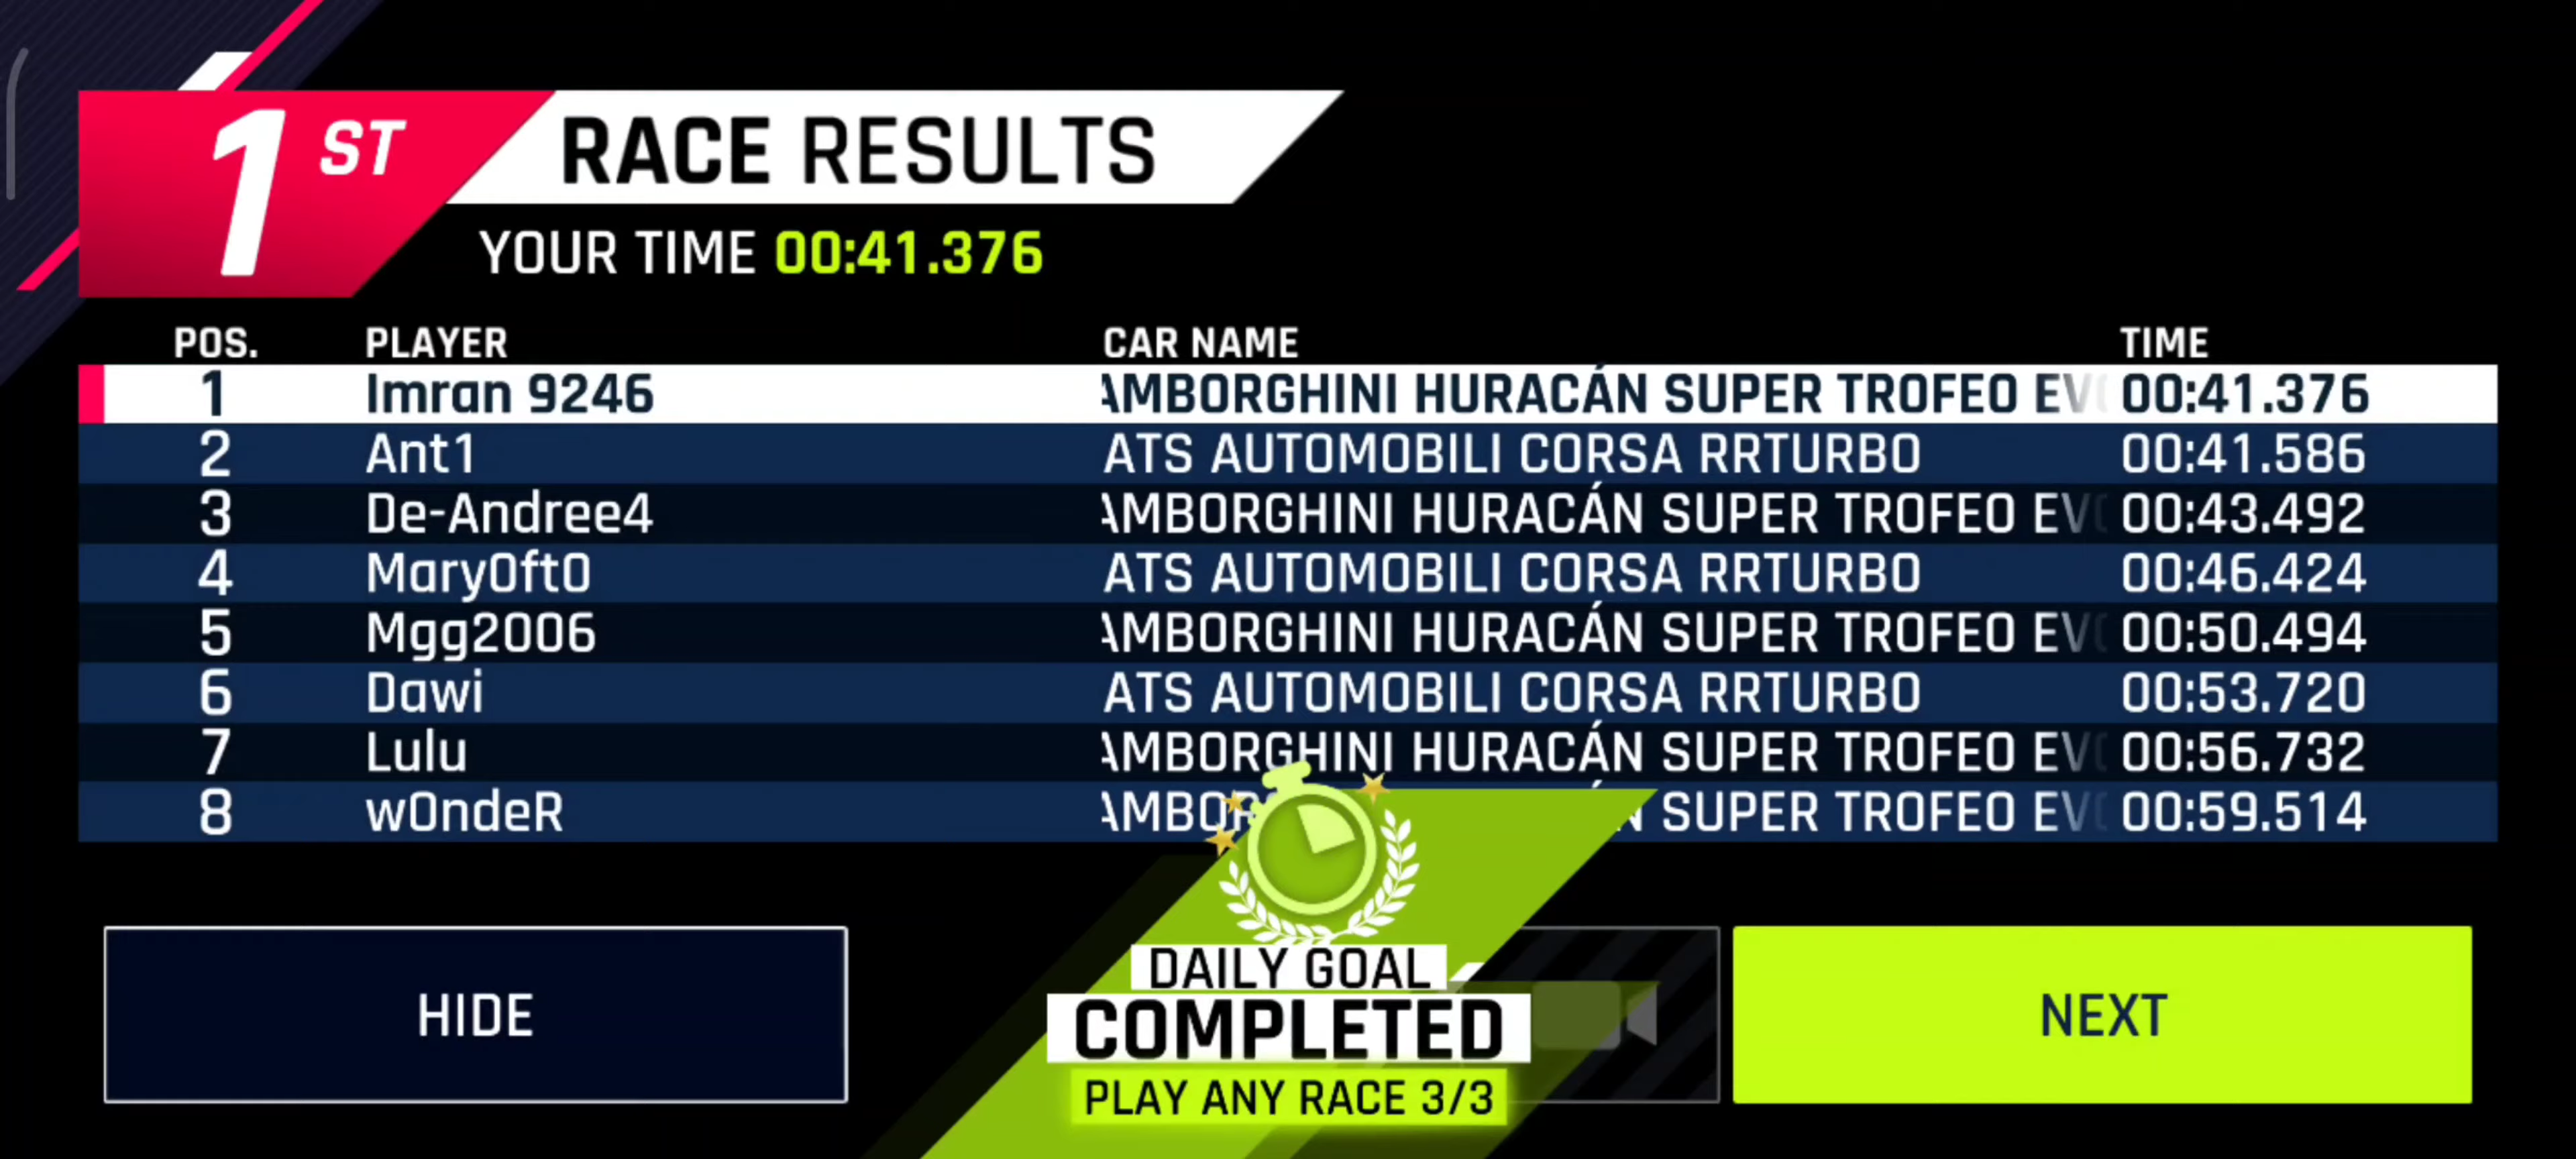 1 ST RACE RESULTS
YOUR TIME 00:41.376
POS. PLAYER CAR NAME TIME
1 Imran 9246 AMBORGHINI HURACÁN SUPER TROFEO EV 00:41.376
2 Ant1 ATS AUTOMOBILI CORSA RRTURBO 00:41.586
3 De-Andree4 AMBORGHINI HURACÁN SUPER TROFEO EV 00:43.492
4 Mary0ft0 ATS AUTOMOBILI CORSA RRTURBO 00:46.424
5 Mgg2006 AMBORGHINI HURACÁN SUPER TROFEO EV 00:50.494
6 Dawi ATS AUTOMOBILI CORSA RRTURBO 00:53.720
7 Lulu AMBORGHINI HURACÁN SUPER TROFEO EV 00:56.732
8 w0ndeR SUPER TROFEO EV 00:59.514
HIDE
DAILY GOAL
COMPLETED
PLAY ANY RACE 3/3
NEXT